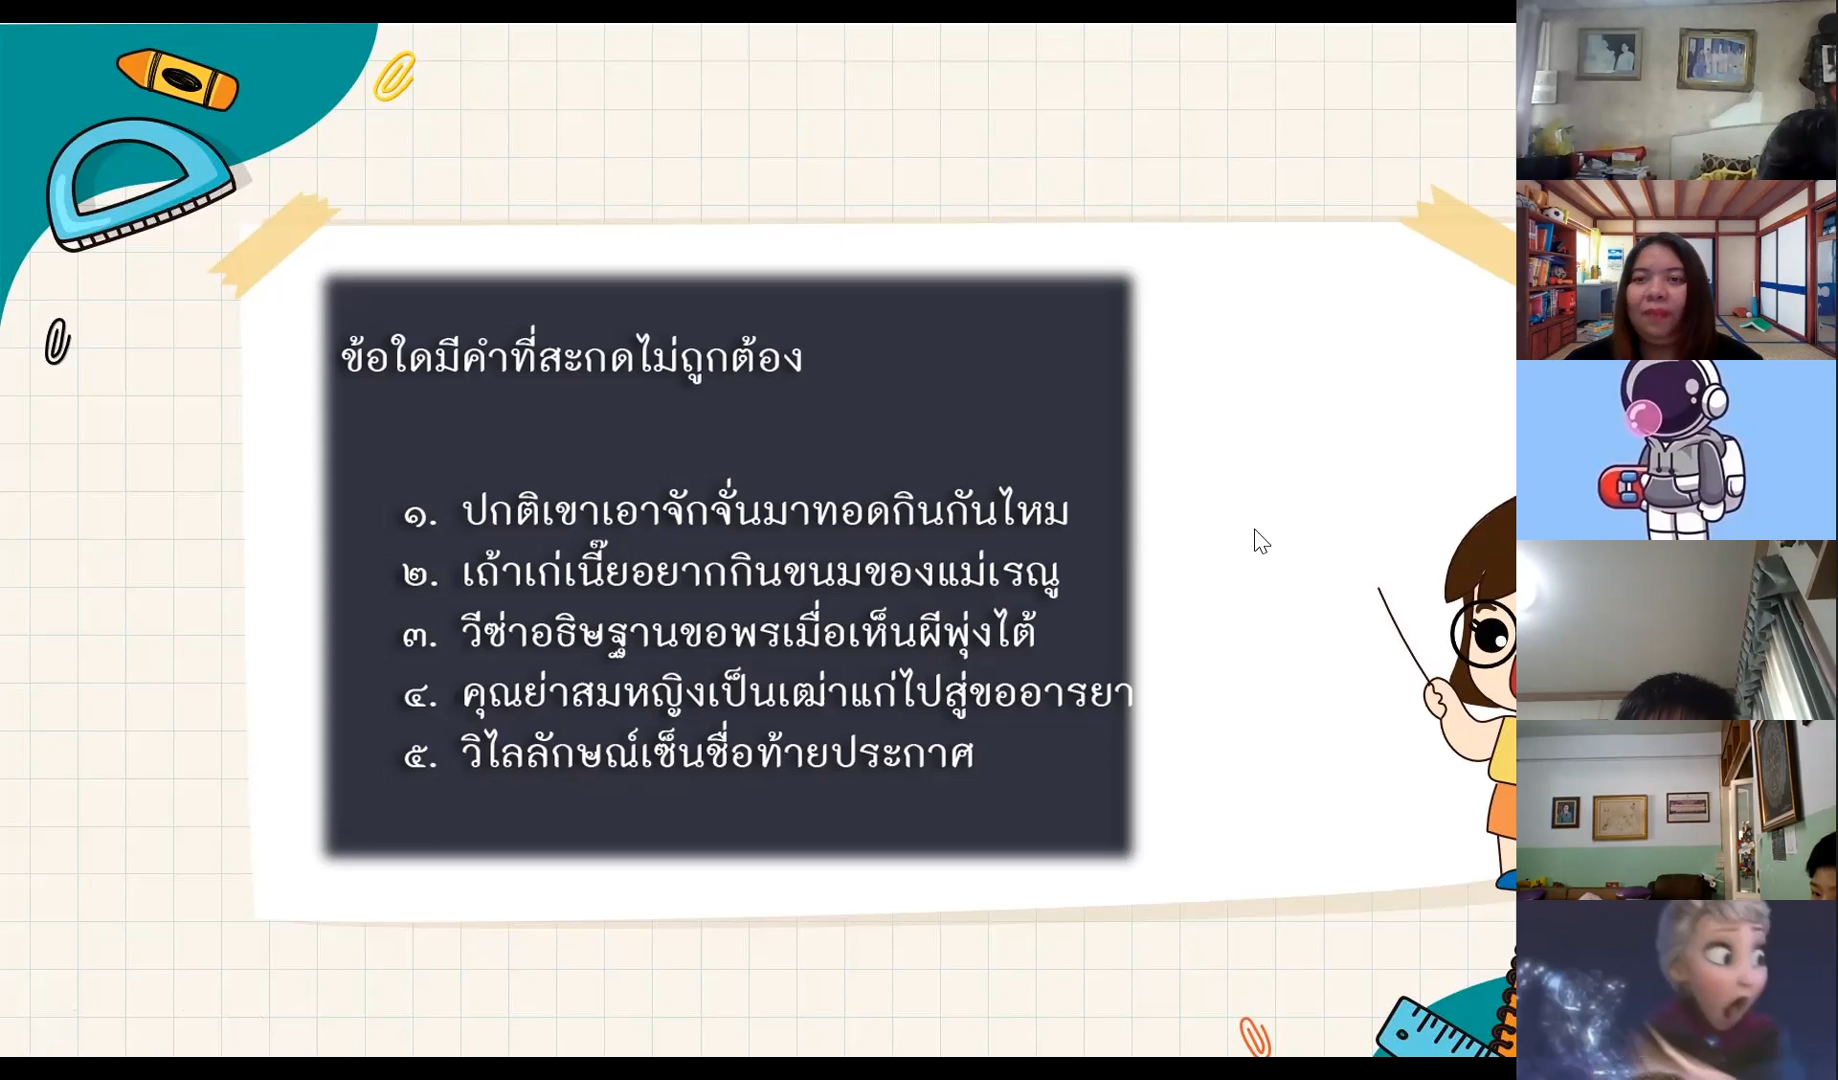 ข้อใดมีคำที่สะกดไม่ถูกต้อง
๑. ปกติเขาเอาจักจั่นมาทอดกินกันไหม
๒. เถ้าเก่เนี๊ยอยากกินขนมของแม่เรณู
๓. วีซ่าอธิษฐานขอพรเมื่อเห็นผีพุ่งไต้
๔. คุณย่าสมหญิงเป็นเฒ่าแก่ไปสู่ขออารยา
๕. วิไลลักษณ์เซ็นชื่อท้ายประกาศ